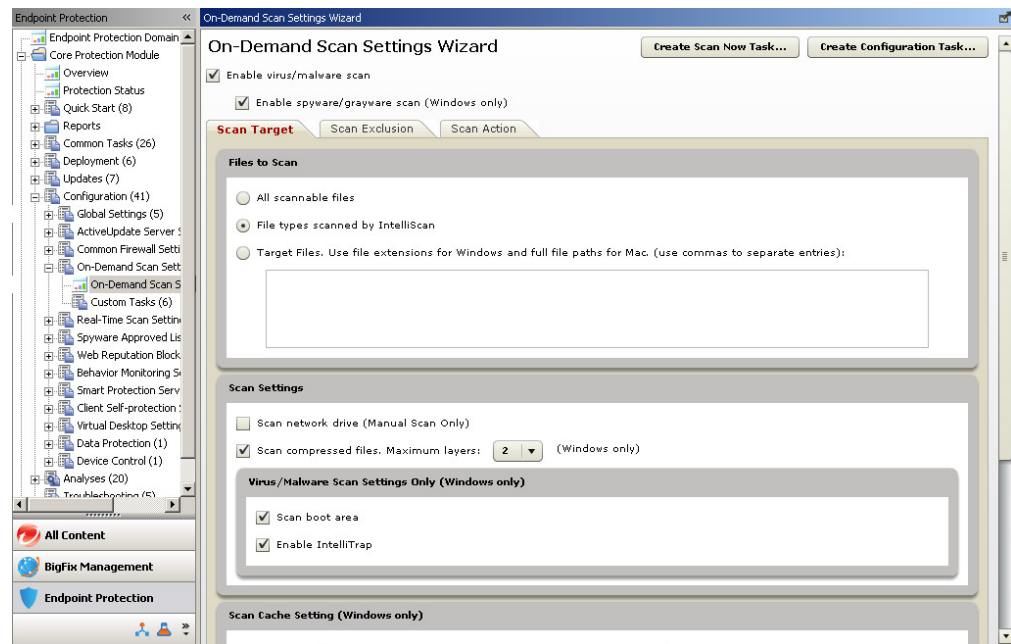 Endpoint Protection «
Endpoint Protection Domain
Core Protection Module
Overview
Protection Status
Quick Start (8)
Reports
Common Tasks (26)
Deployment (6)
Updates (7)
Configuration (41)
Global Settings (5)
ActiveUpdate Server S
Common Firewall Setti
On-Demand Scan Sett
On-Demand Scan S
Custom Tasks (6)
Real-Time Scan Settin
Spyware Approved Lis
Web Reputation Block
Behavior Monitoring S
Smart Protection Serv
Client Self-protection
Virtual Desktop Setting
Data Protection (1)
Device Control (1)
Analyses (20)
Troubleshooting (5)
All Content
BigFix Management
Endpoint Protection
On-Demand Scan Settings Wizard
On-Demand Scan Settings Wizard
Create Scan Now Task...
Create Configuration Task...
Enable virus/malware scan
Enable spyware/grayware scan (Windows only)
Scan Target
Scan Exclusion
Scan Action
Files to Scan
All scannable files
File types scanned by IntelliScan
Target Files. Use file extensions for Windows and full file paths for Mac. (use commas to separate entries):
Scan Settings
Scan network drive (Manual Scan Only)
Scan compressed files. Maximum layers: 2 (Windows only)
Virus/Malware Scan Settings Only (Windows only)
Scan boot area
Enable IntelliTrap
Scan Cache Setting (Windows only)